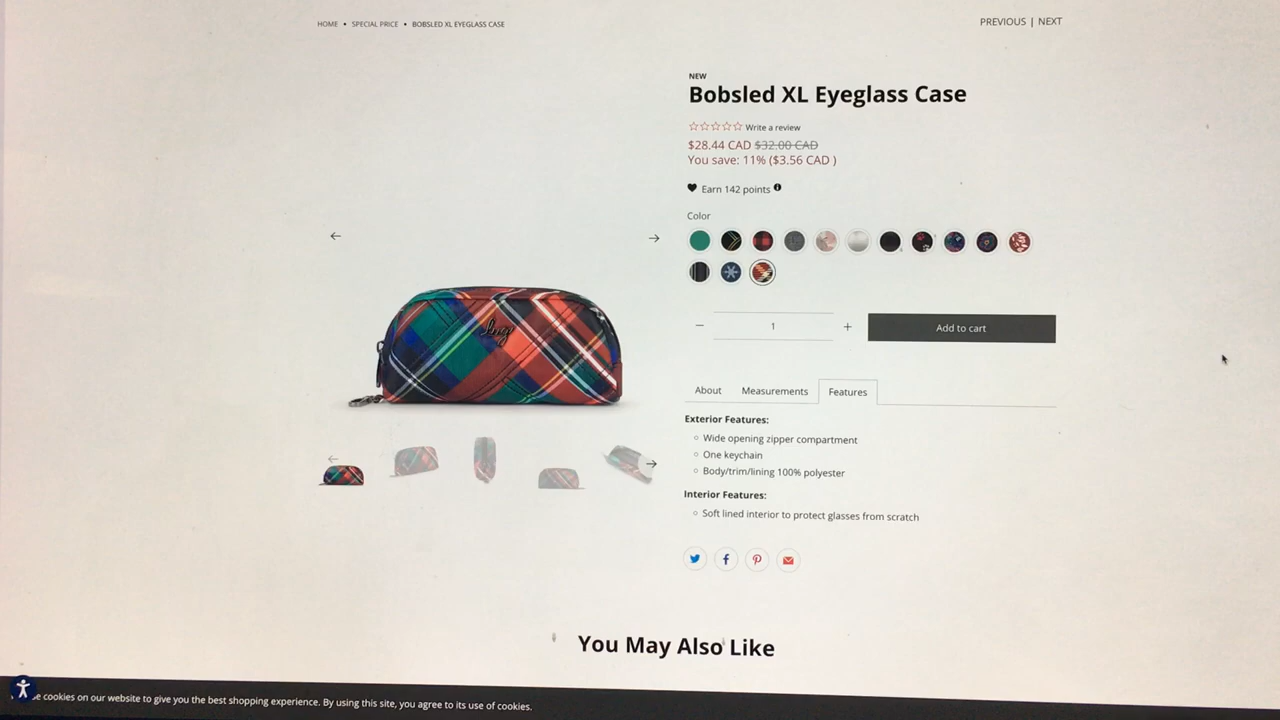 HOME • SPECIAL PRICE • BOBSLED XL EYEGLASS CASE
PREVIOUS | NEXT
NEW
Bobsled XL Eyeglass Case
Write a review
$28.44 CAD $32.00 CAD
You save: 11% ($3.56 CAD )
Earn 142 points
Color
1
Add to cart
About Measurements Features
Exterior Features:
Wide opening zipper compartment
One keychain
Body/trim/lining 100% polyester
Interior Features:
Soft lined interior to protect glasses from scratch
You May Also Like
cookies on our website to give you the best shopping experience. By using this site, you agree to its use of cookies.